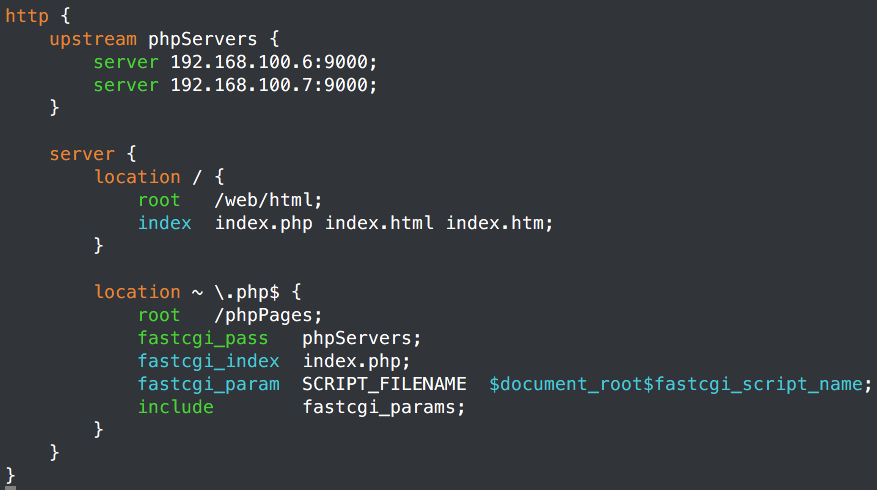 http {
    upstream phpServers {
        server 192.168.100.6:9000;
        server 192.168.100.7:9000;
    }

    server {
        location / {
            root   /web/html;
            index  index.php index.html index.htm;
        }

        location ~ \.php$ {
            root   /phpPages;
            fastcgi_pass   phpServers;
            fastcgi_index  index.php;
            fastcgi_param  SCRIPT_FILENAME  $document_root$fastcgi_script_name;
            include        fastcgi_params;
        }
    }
}